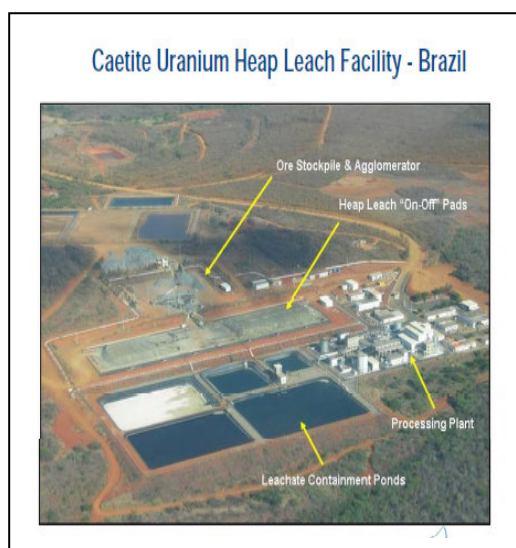 Caetite Uranium Heap Leach Facility - Brazil
Ore Stockpile & Agglomerator
Heap Leach "On-Off" Pads
Processing Plant
Leachate Containment Ponds